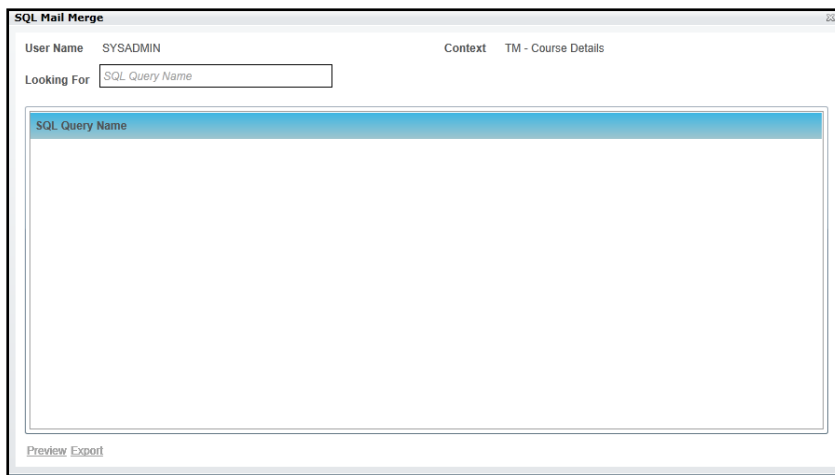 SQL Mail Merge
User Name SYSADMIN Context TM - Course Details
Looking For SQL Query Name
SQL Query Name
Preview Export